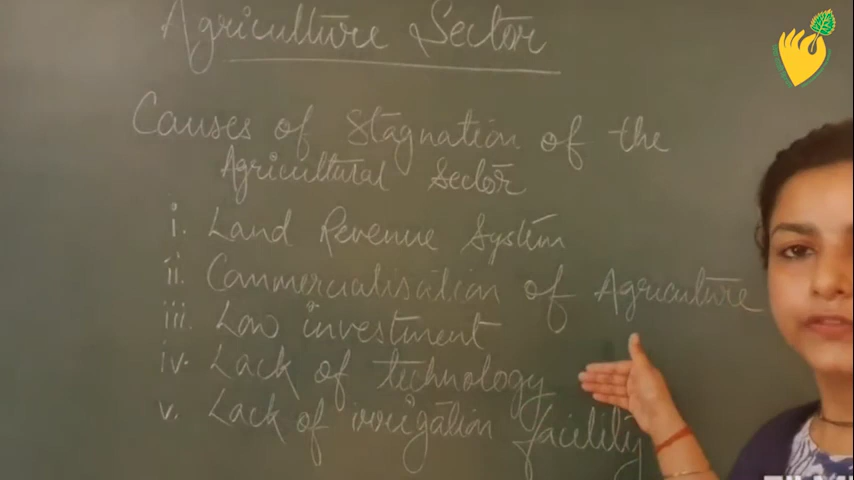 Agriculture Sector
Causes of Stagnation of the
Agricultural Sector
i. Land Revenue System
ii. Commercialisation of Agriculture
iii. Low investment
iv. Lack of technology
v. Lack of irrigation facility